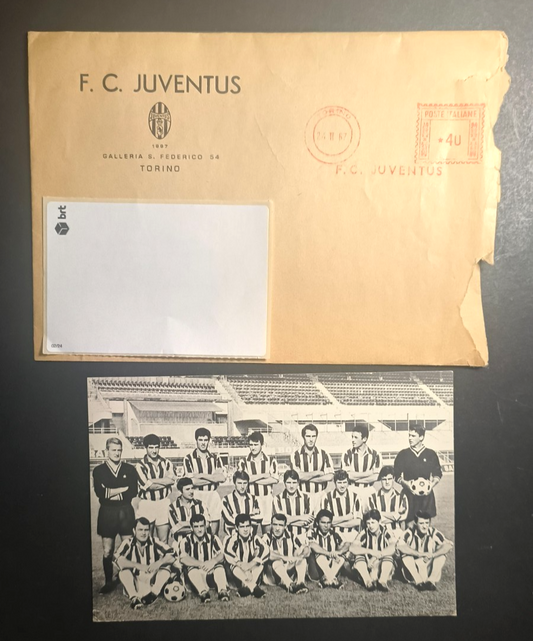 F. C. JUVENTUS
1897
GALLERIA S. FEDERICO 54
TORINO
POSTE ITALIANE
40
F. C. JUVENTUS
brt